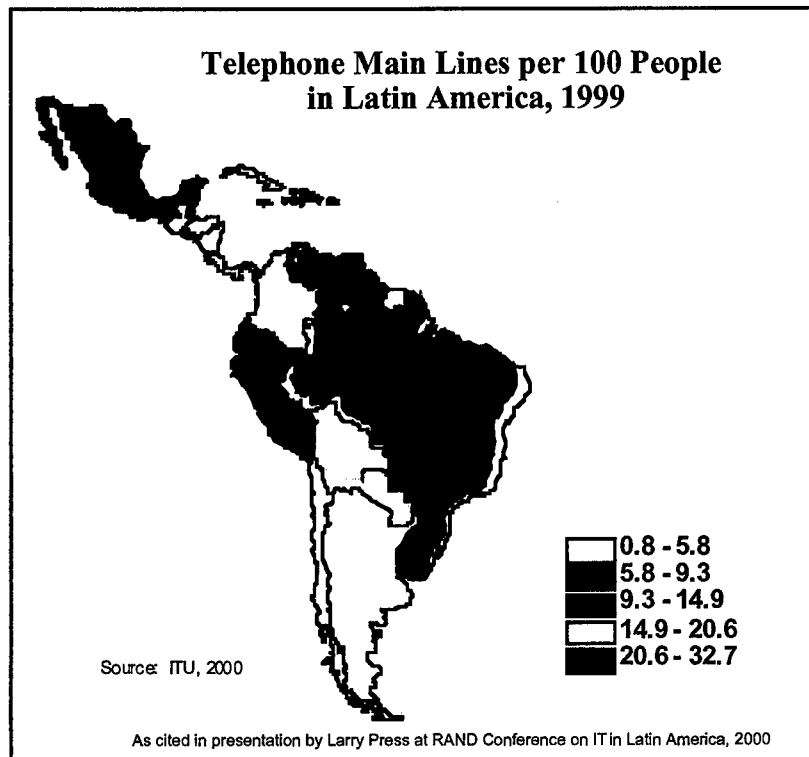 Telephone Main Lines per 100 People
in Latin America, 1999
0.8 - 5.8
5.8 - 9.3
9.3 - 14.9
14.9 - 20.6
20.6 - 32.7
Source: ITU, 2000
As cited in presentation by Larry Press at RAND Conference on IT in Latin America, 2000